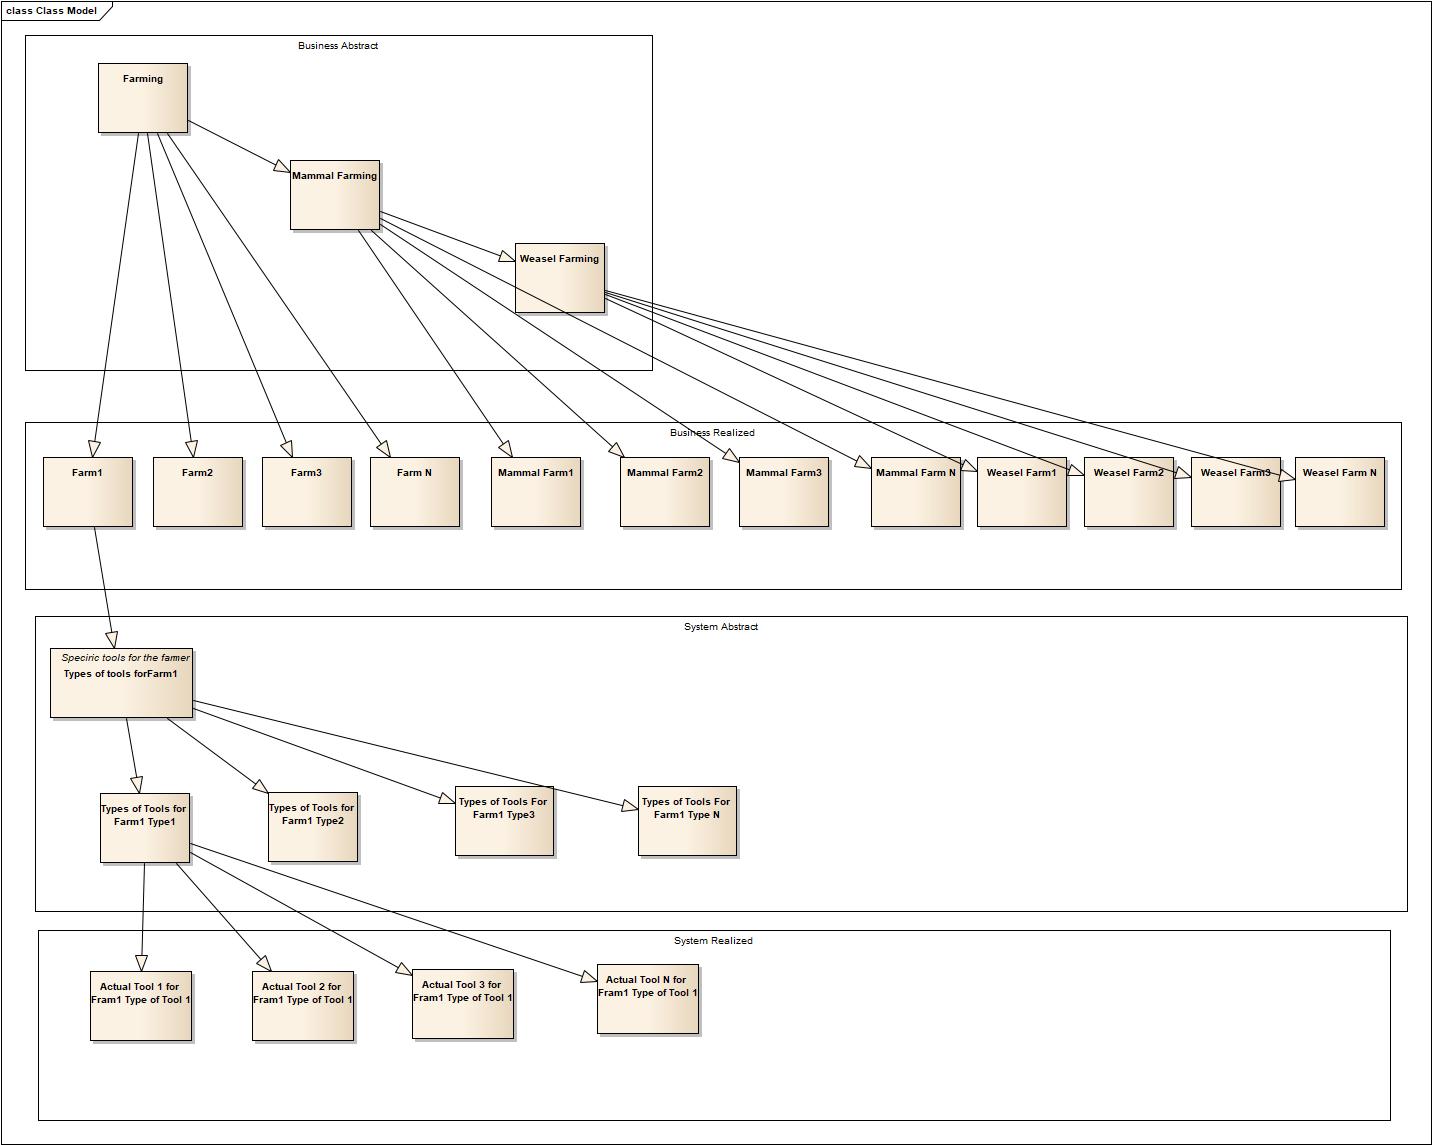 class Class Model
Business Abstract
Farming
Mammal Farming
Weasel Farming
Business Realized
Farm1
Farm2
Farm3
Farm N
Mammal Farm1
Mammal Farm2
Mammal Farm3
Mammal Farm N
Weasel Farm1
Weasel Farm2
Weasel Farm3
Weasel Farm N
System Abstract
Speciric tools for the famer
Types of tools forFarm1
Types of Tools for
Farm1 Type1
Types of Tools for
Farm1 Type2
Types of Tools For
Farm1 Type3
Types of Tools For
Farm1 Type N
System Realized
Actual Tool 1 for
Fram1 Type of Tool 1
Actual Tool 2 for
Fram1 Type of Tool 1
Actual Tool 3 for
Fram1 Type of Tool 1
Actual Tool N for
Fram1 Type of Tool 1